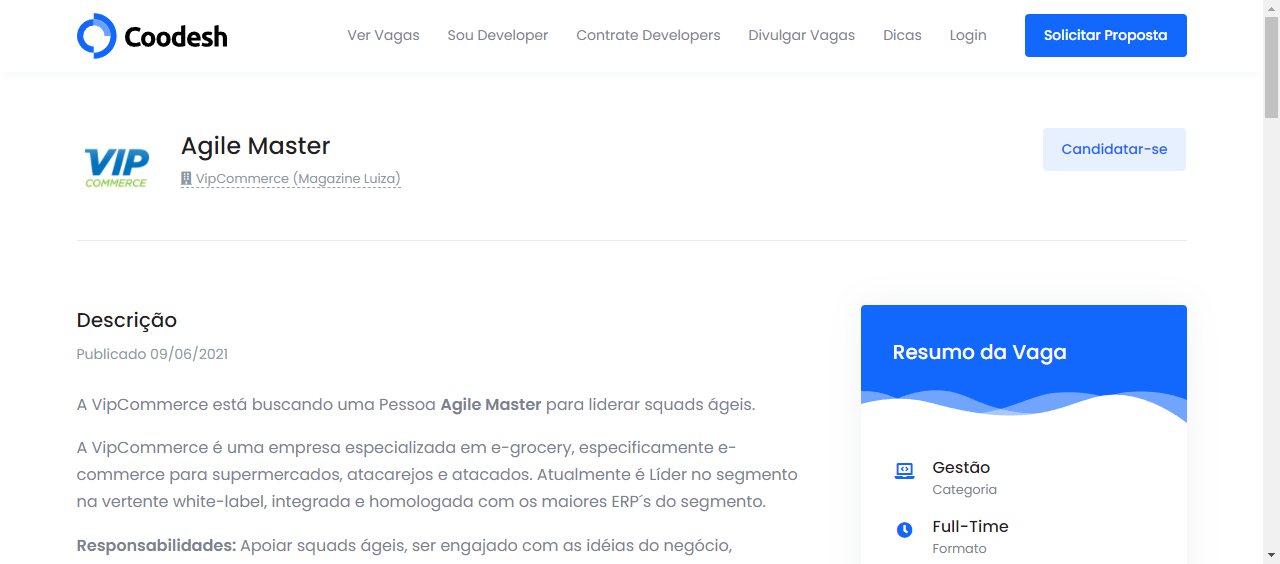 Coodesh
Ver Vagas
Sou Developer
Contrate Developers
Divulgar Vagas
Dicas
Login
Solicitar Proposta
VIP
COMMERCE
Agile Master
VipCommerce (Magazine Luiza)
Candidatar-se
Descrição
Publicado 09/06/2021
A VipCommerce está buscando uma Pessoa Agile Master para liderar squads ágeis.
A VipCommerce é uma empresa especializada em e-grocery, especificamente e-
commerce para supermercados, atacarejos e atacados. Atualmente é Líder no segmento
na vertente white-label, integrada e homologada com os maiores ERP´s do segmento.
Responsabilidades: Apoiar squads ágeis, ser engajado com as idéias do negócio,
Resumo da Vaga
Gestão
Categoria
Full-Time
Formato